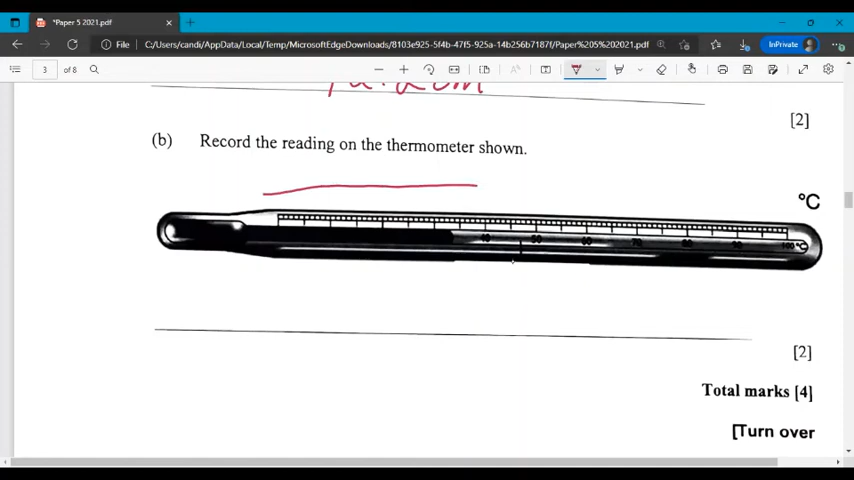 *Paper 5 2021.pdf
File C:/Users/candi/AppData/Local/Temp/MicrosoftEdgeDownloads/8103e925-5f4b-47f5-925a-14b256b7187f/Paper%205%202021.pdf InPrivate
3 of 8
[2]
(b) Record the reading on the thermometer shown.
°C
40 50 60 70 80 90 100 °C
[2]
Total marks [4]
[Turn over